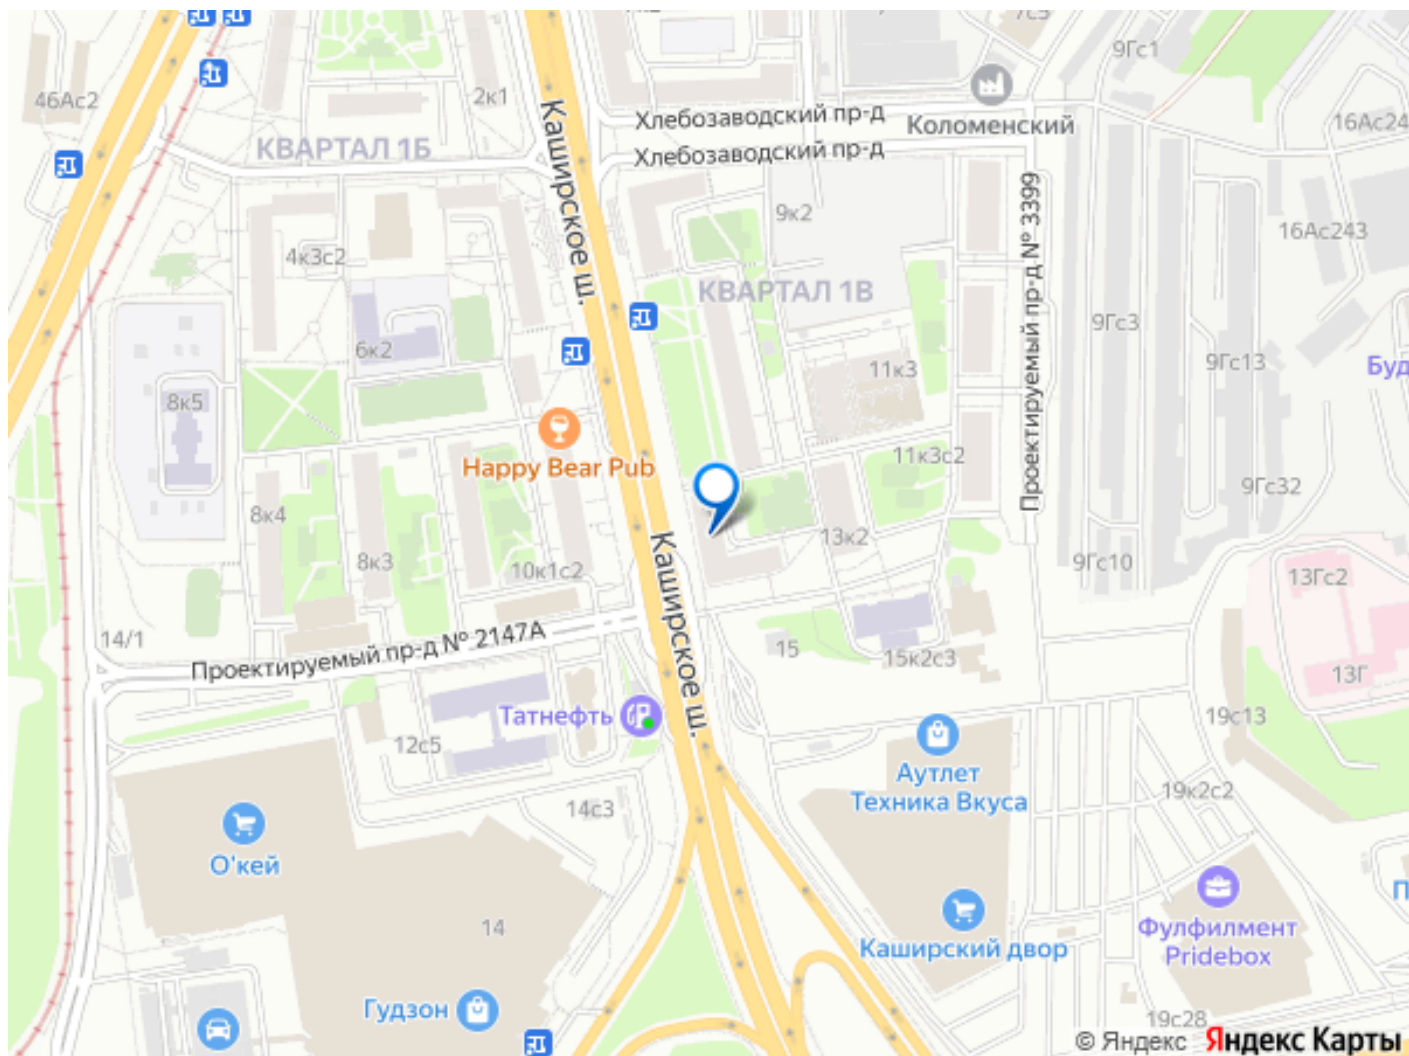 46Ас2
2к1
КВАРТАЛ 1Б
Каширское ш.
Хлебозаводский пр-д
Хлебозаводский пр-д
Коломенский
9Гс1
16Ас24
4к3с2
9к2
КВАРТАЛ 1В
Проектируемый пр-д № 3399
16Ас243
6к2
8к5
11к3
9Гс3
9Гс13
Буд
Happy Bear Pub
11к3с2
9Гс32
8к4
8к3
10к1с2
13к2
9Гс10
13Гс2
Каширское ш.
14/1
Проектируемый пр-д № 2147А
15
15к2с3
13Г
Татнефть
12с5
19с13
Аутлет
Техника Вкуса
19к2с2
14с3
О'кей
14
Каширский двор
Фулфилмент
Pridebox
П
Гудзон
19с28
© Яндекс Яндекс Карты